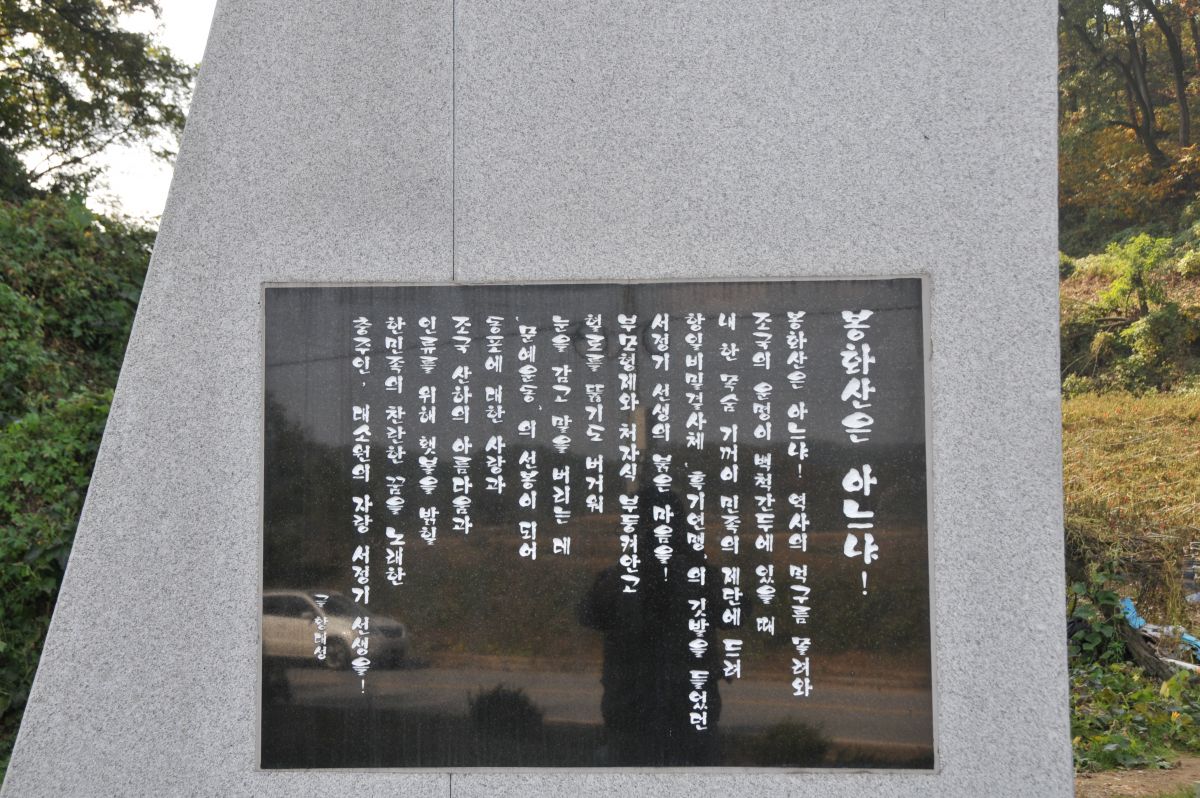 봉화산은 아느냐!
봉화산은 아느냐! 역사의 먹구름 몰려와
조국의 운명이 백척간두에 있을 때
내 한 목숨 기꺼이 민족의 제단에 드려
항일비밀결사체 '흑기연맹'의 깃발을 들었던
서정기 선생의 붉은 마음을!
부모형제와 처자식 부둥켜안고
혈로를 뚫기도 버거워
눈을 감고 말을 버리는 데
'문예운동'의 선봉이 되어
동포에 대한 사랑과
조국 산하의 아름다움과
인류를 위해 횃불을 밝힐
한민족의 찬란한 꿈을 노래한
충주인, 대소원의 자랑 서정기 선생을!
글 함태성